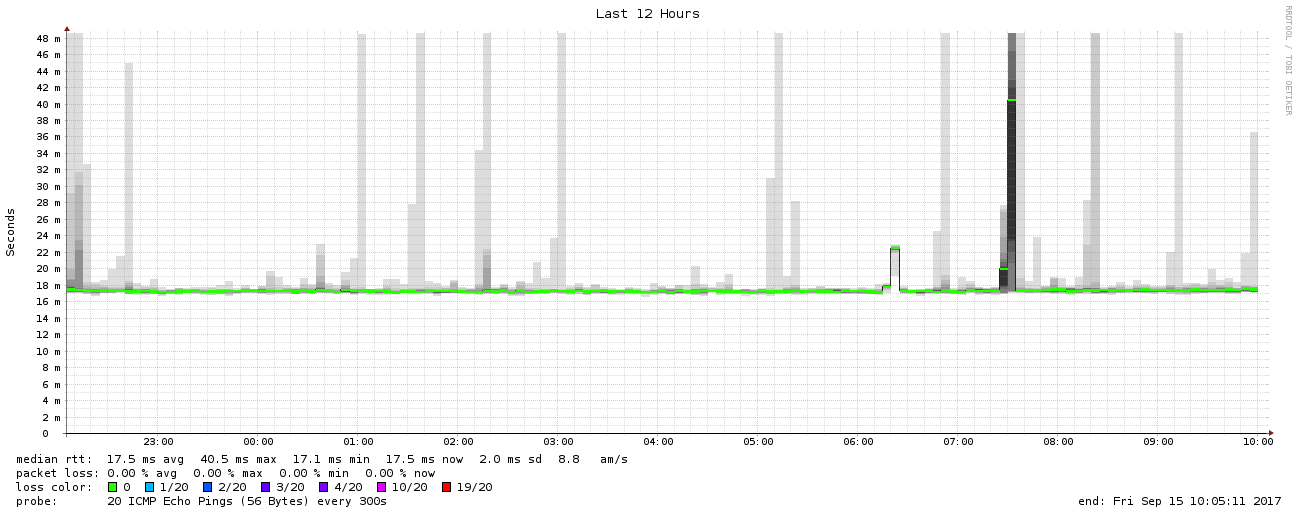 Last 12 Hours
RRDTOOL / TOBI OETIKER
Seconds
48 m
46 m
44 m
42 m
40 m
38 m
36 m
34 m
32 m
30 m
28 m
26 m
24 m
22 m
20 m
18 m
16 m
14 m
12 m
10 m
8 m
6 m
4 m
2 m
0
23:00 00:00 01:00 02:00 03:00 04:00 05:00 06:00 07:00 08:00 09:00 10:00
median rtt: 17.5 ms avg 40.5 ms max 17.1 ms min 17.5 ms now 2.0 ms sd 8.8 am/s
packet loss: 0.00 % avg 0.00 % max 0.00 % min 0.00 % now
loss color: 0 1/20 2/20 3/20 4/20 10/20 19/20
probe: 20 ICMP Echo Pings (56 Bytes) every 300s end: Fri Sep 15 10:05:11 2017